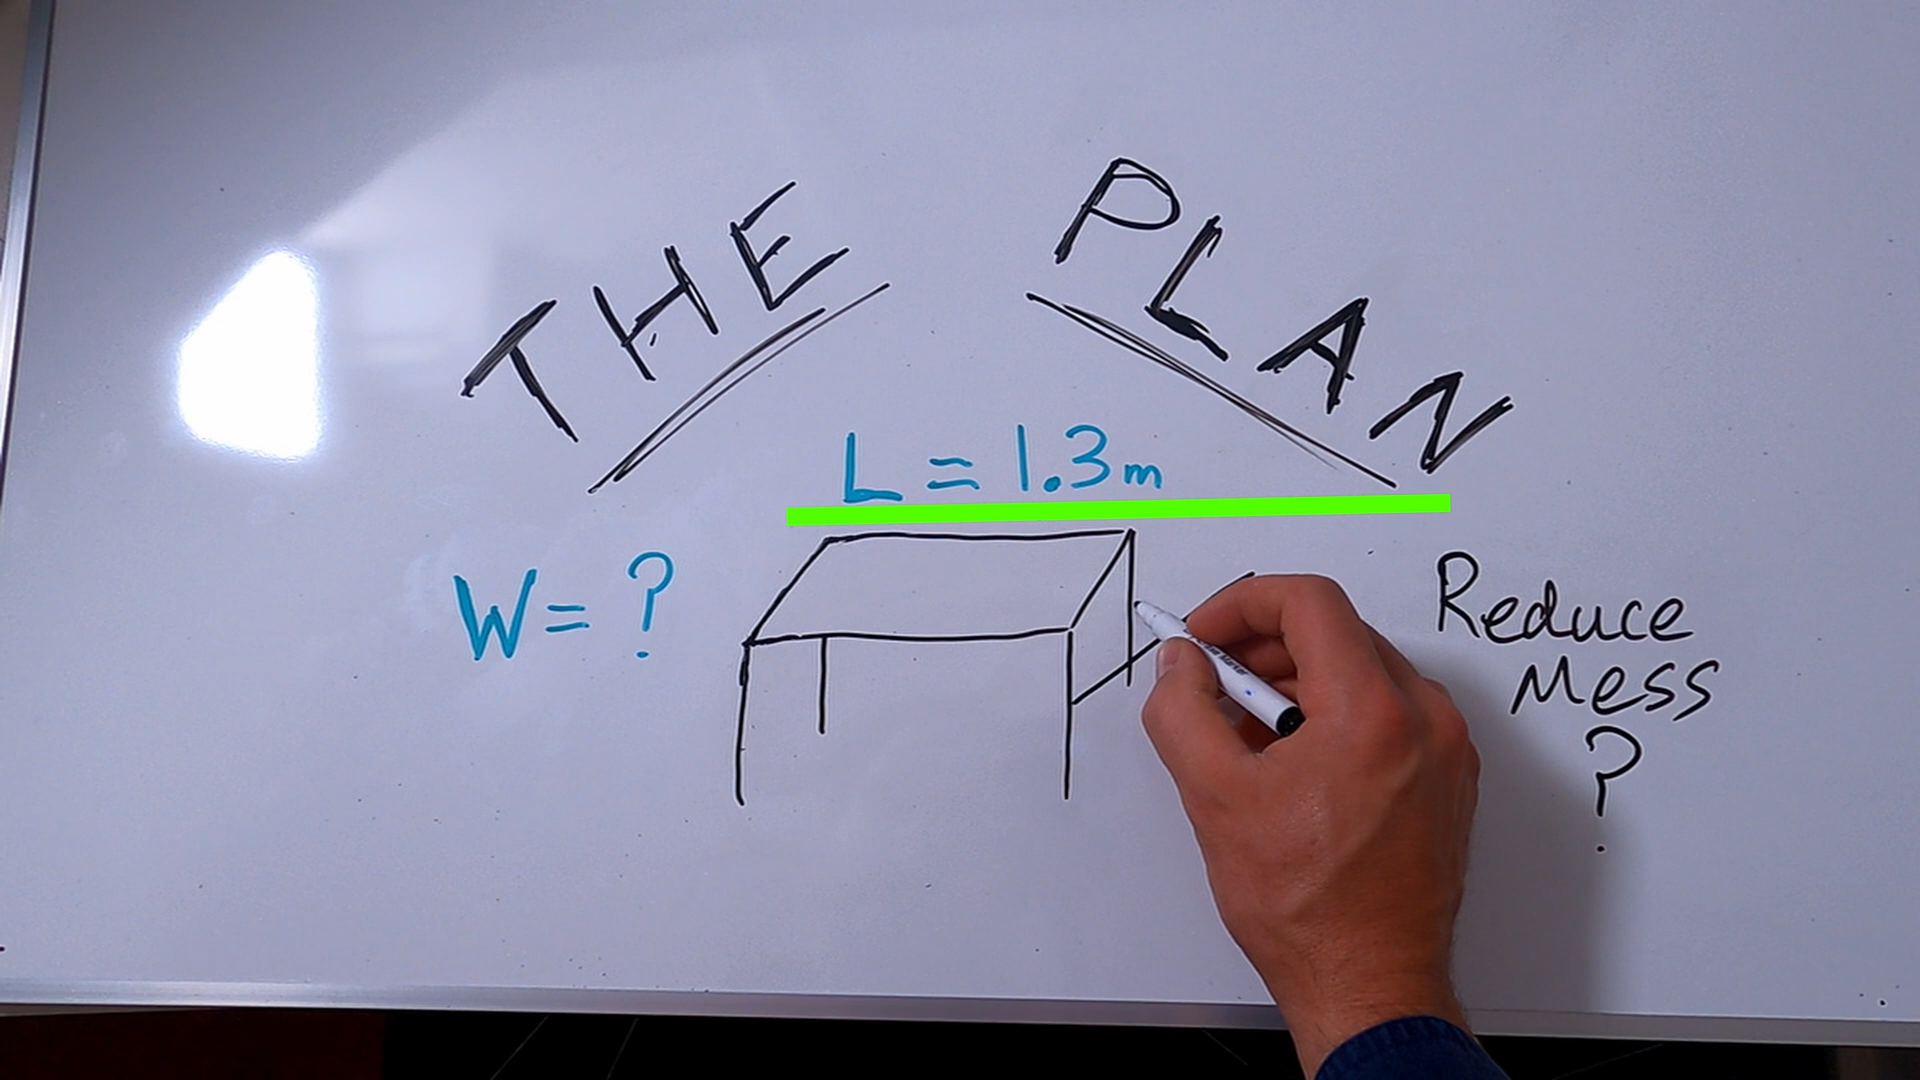 THE PLAN
L = 1.3m
W = ?
Reduce
Mess
?